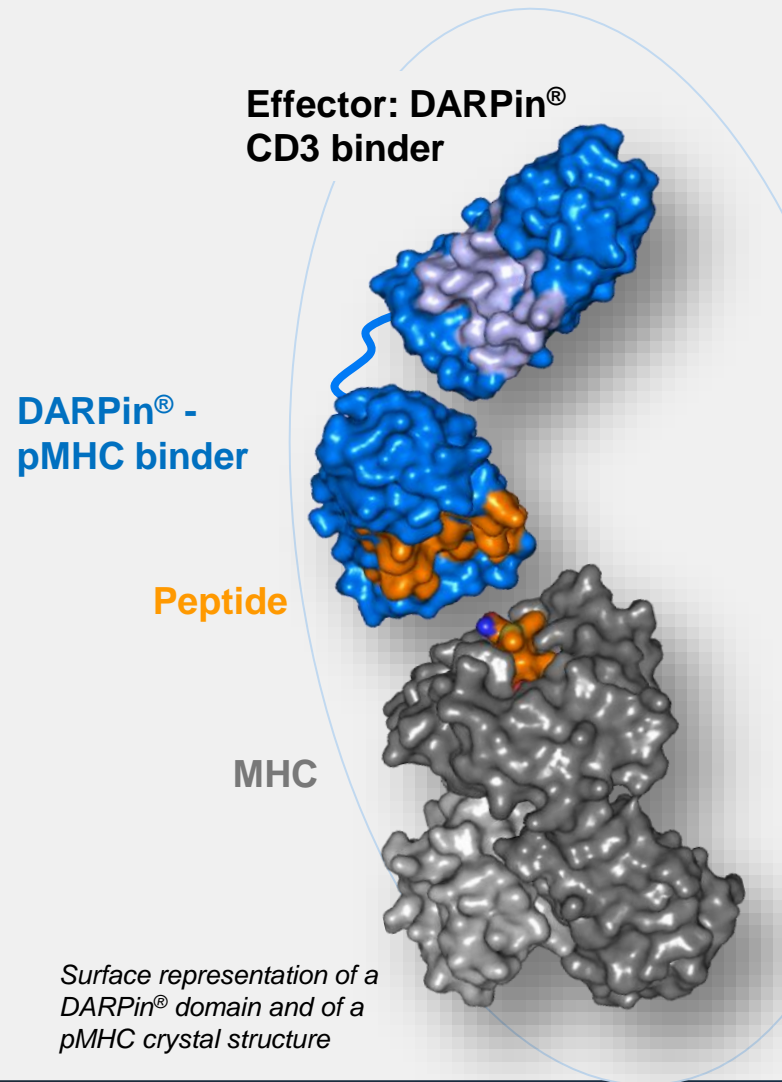 Effector: DARPin®
CD3 binder
DARPin® -
pMHC binder
Peptide
MHC
Surface representation of a
DARPin® domain and of a
pMHC crystal structure